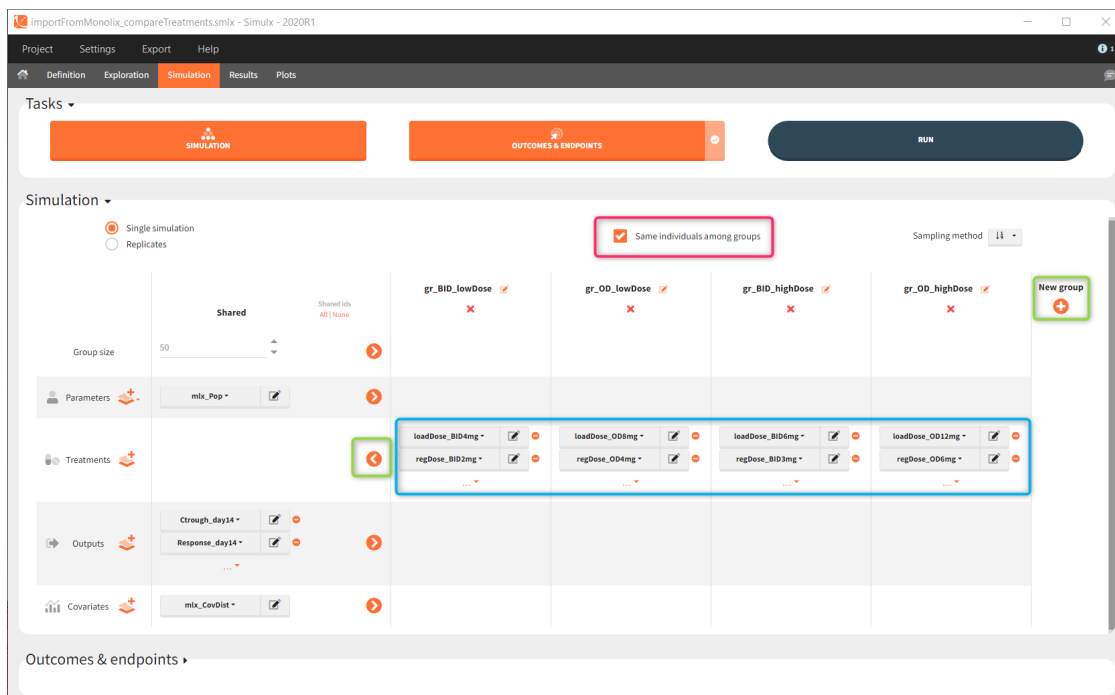 importFromMonolix_compareTreatments.smlx - Simulx - 2020R1
Project Settings Export Help
1
Definition Exploration Simulation Results Plots
Tasks
SIMULATION
OUTCOMES & ENDPOINTS
RUN
Simulation
Single simulation
Replicates
Same individuals among groups
Sampling method
Shared
Shared ids
All | None
gr_BID_lowDose
gr_OD_lowDose
gr_BID_highDose
gr_OD_highDose
New group
Group size 50
Parameters mlx_Pop
Treatments
loadDose_BID4mg loadDose_OD8mg loadDose_BID6mg loadDose_OD12mg
regDose_BID2mg regDose_OD4mg regDose_BID3mg regDose_OD6mg
... ... ... ...
Outputs
Ctrough_day14
Response_day14
...
Covariates mlx_CovDist
Outcomes & endpoints